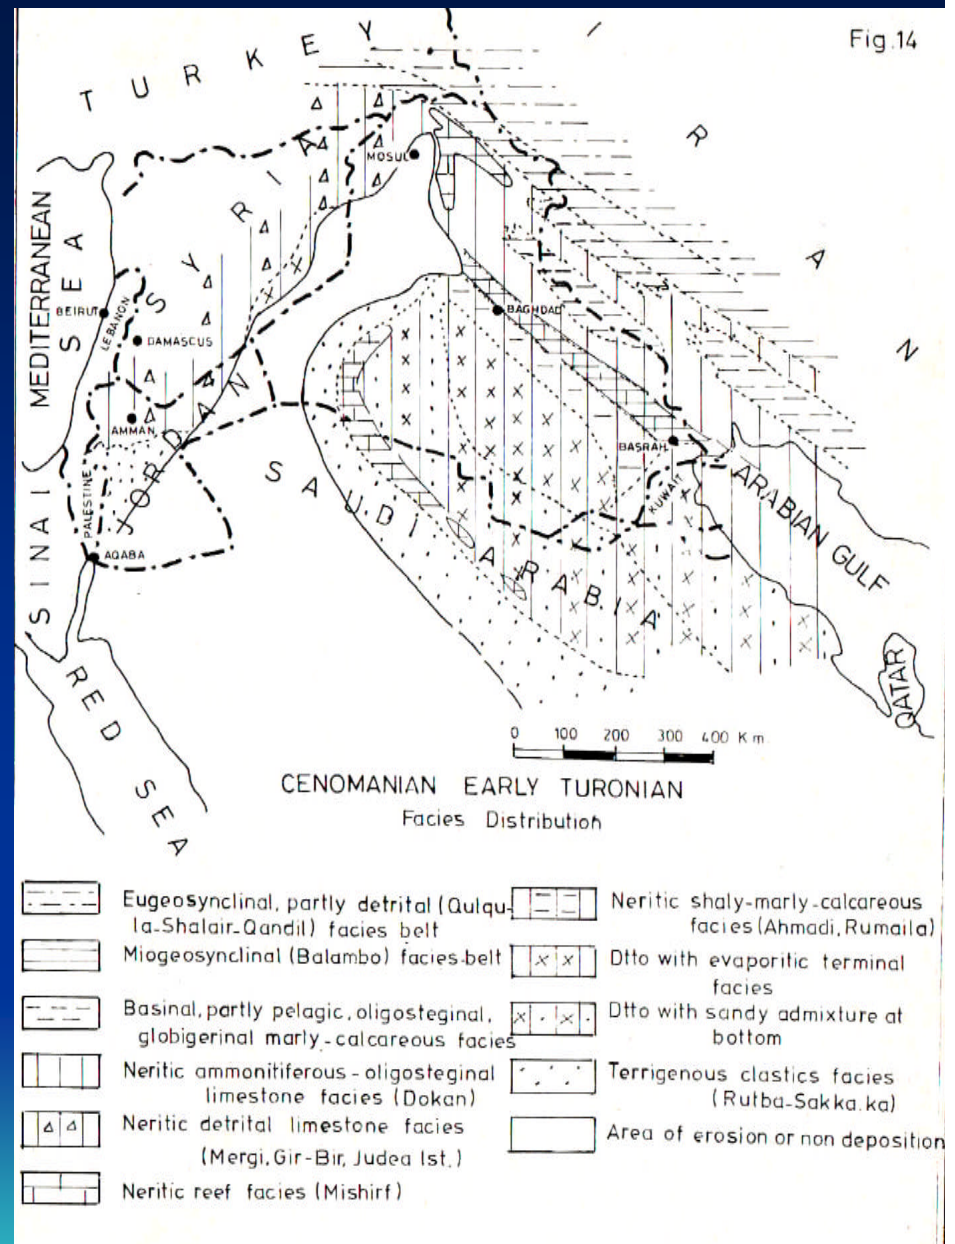 Fig.14
TURKEY
IRAN
SYRIA
MOSUL
MEDITERRANEAN
SEA
BEIRUT
LEBANON
DAMASCUS
BAGHDAD
AMMAN
JORDAN
PALESTINE
BASRAH
KUWAIT
SAUDI
ARABIA
ARABIAN GULF
SINAI
AQABA
QATAR
RED SEA
0 100 200 300 400 Km
CENOMANIAN EARLY TURONIAN
Facies Distribution
Eugeosynclinal, partly detrital (Qulqu-
la-Shalair-Qandil) facies belt
Miogeosynclinal (Balambo) facies-belt
Basinal, partly pelagic, oligosteginal,
globigerinal marly-calcareous facies
Neritic ammonitiferous-oligosteginal
limestone facies (Dokan)
Neritic detrital limestone facies
(Mergi, Gir-Bir, Judea lst.)
Neritic reef facies (Mishirf)
Neritic shaly-marly-calcareous
facies (Ahmadi, Rumaila)
Dtto with evaporitic terminal
facies
Dtto with sandy admixture at
bottom
Terrigenous clastics facies
(Rutba-Sakka.ka)
Area of erosion or non deposition